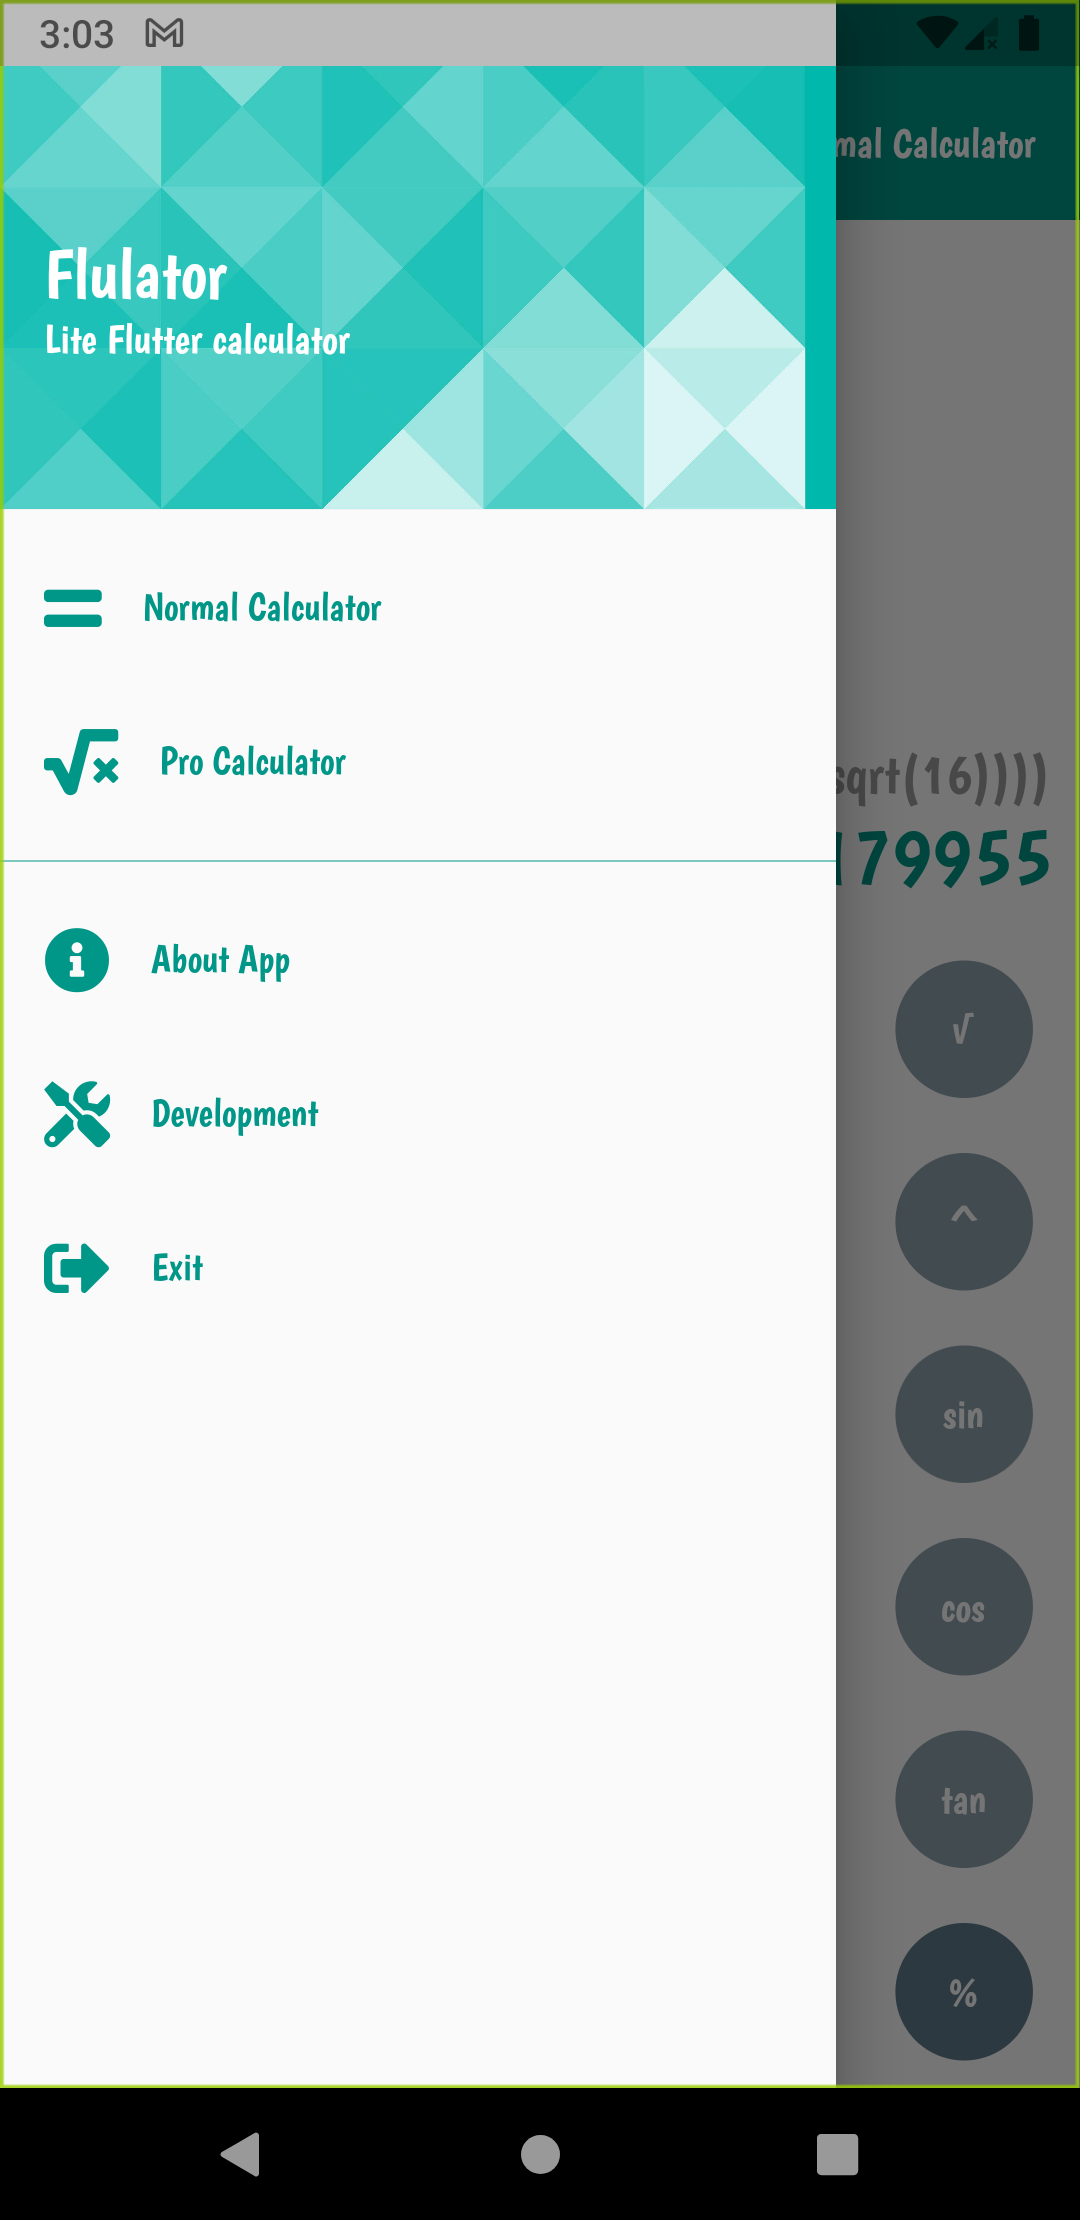 3:03
mal Calculator
Flulator
Lite Flutter calculator
Normal Calculator
Pro Calculator
sqrt(16))))
179955
About App
√
Development
^
Exit
sin
cos
tan
%